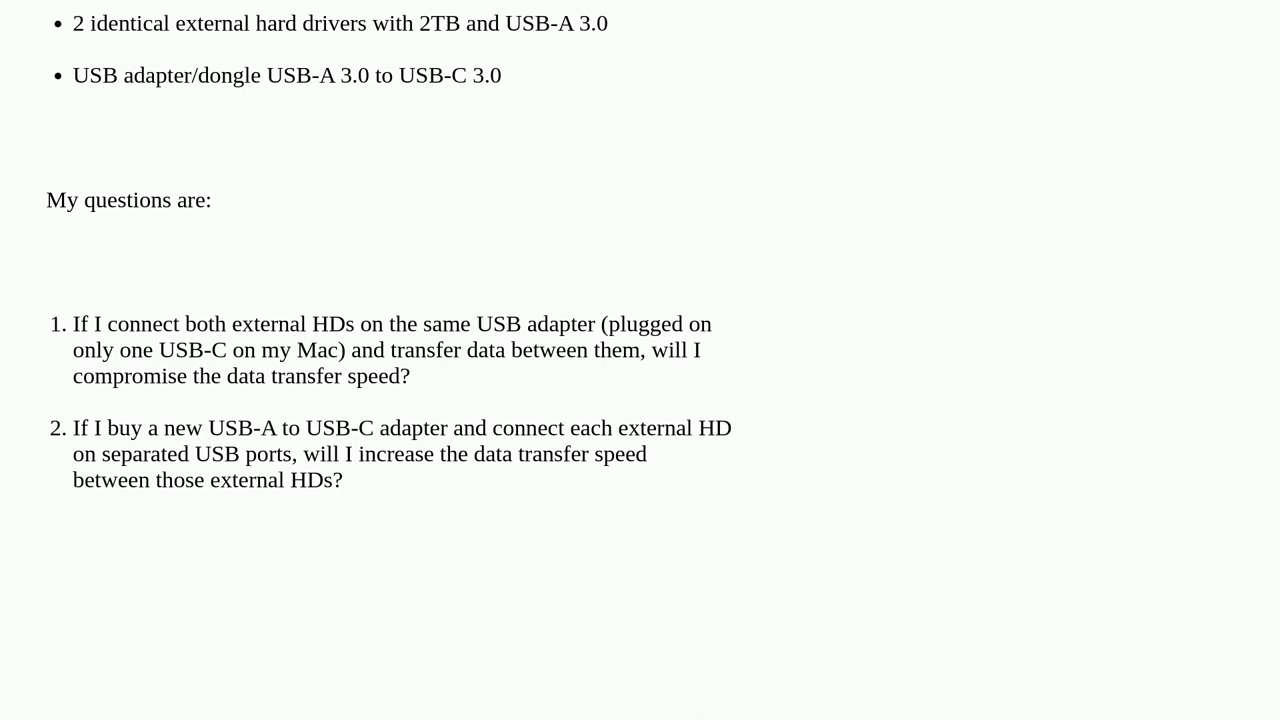 • 2 identical external hard drivers with 2TB and USB-A 3.0
• USB adapter/dongle USB-A 3.0 to USB-C 3.0
My questions are:
1. If I connect both external HDs on the same USB adapter (plugged on
only one USB-C on my Mac) and transfer data between them, will I
compromise the data transfer speed?
2. If I buy a new USB-A to USB-C adapter and connect each external HD
on separated USB ports, will I increase the data transfer speed
between those external HDs?